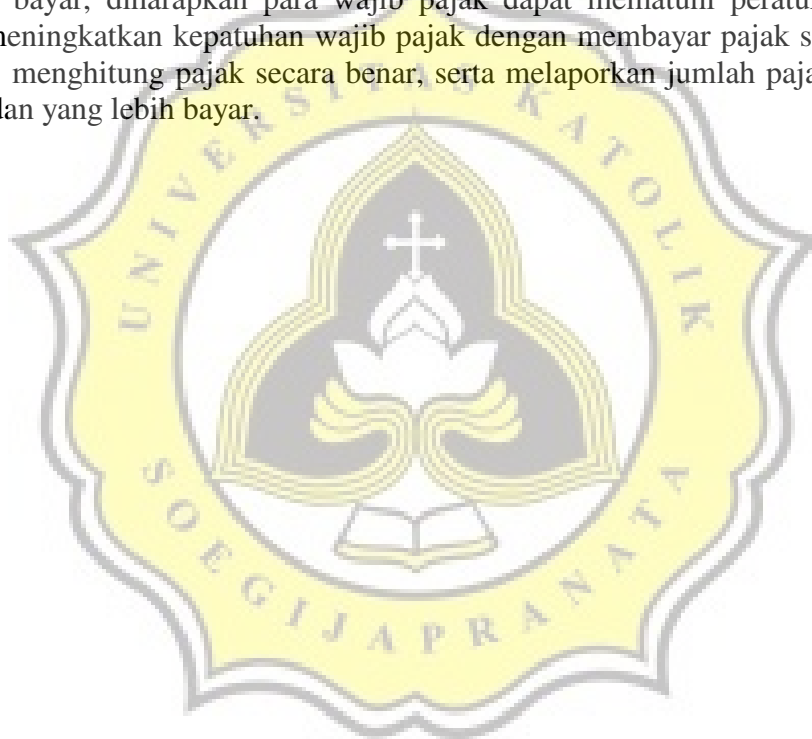 bayar, diharapkan para wajib pajak dapat mematuhi
meningkatkan kepatuhan wajib pajak dengan membayar pajak
menghitung pajak secara benar, serta melaporkan jumlah
dan yang lebih bayar.
UNIVERSITAS KATOLIK
SOEGIJAPRANATA